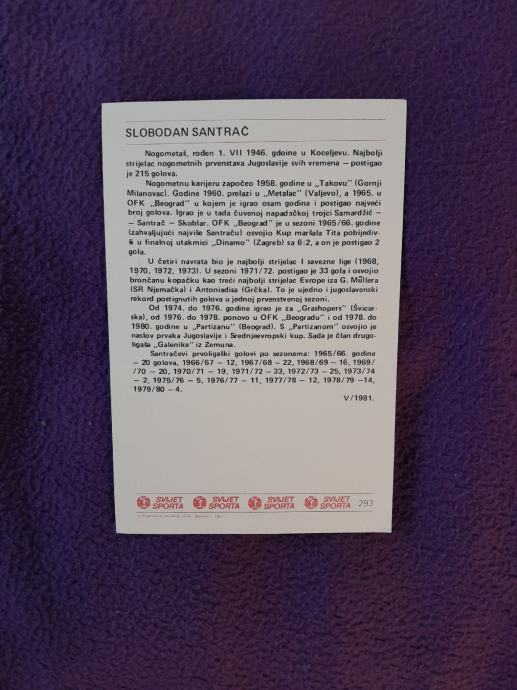 SLOBODAN SANTRAČ
Nogometaš, rođen 1. VII 1946. gdoine u Koceljevu. Najbolji
strijelac nogometnih prvenstava Jugoslavije svih vremena — postigao
je 215 golova.
Nogometnu karijeru započeo 1958. godine u „Takovu" (Gornji
Milanovac). Godine 1960. prelazi u „Metalac" (Valjevo), a 1965. u
OFK „Beograd" u kojem je igrao osam godina i postigao najveći
broj golova. Igrao je u tada čuvenoj napadačkoj trojci Samardžić —
— Santrač — Skoblar. OFK „Beograd" je u sezoni 1965/66. godine
(zahvaljujući najviše Santraču) osvojio Kup maršala Tita pobijediv-
ši u finalnoj utakmici „Dinamo" (Zagreb) sa 6:2, a on je postigao 2
gola.
U četiri navrata bio je najbolji strijelac I savezne lige (1968,
1970, 1972, 1973). U sezoni 1971/72. postigao je 33 gola i osvojio
brončanu kopačku kao treći najbolji strijelac Evrope iza G. Müllera
(SR Njemačka) i Antoniadisa (Grčka). To je ujedno i jugoslavenski
rekord postignutih golova u jednoj prvenstvenoj sezoni.
Od 1974. do 1976. godine igrao je za „Grashopers" (Švicar-
ska), od 1976. do 1978. ponovo u OFK „Beogradu" i od 1978. do
1980. godine u „Partizanu" (Beograd). S „Partizanom" osvojio je
naslov prvaka Jugoslavije i Srednjoevropski kup. Sada je član drugo-
ligaša „Galenike" iz Zemuna.
Santračevi prvoligaški golovi po sezonama: 1965/66. godine
— 20 golova, 1966/67 — 12, 1967/68 — 22, 1968/69 — 16, 1969/
/70 — 20, 1970/71 — 19, 1971/72 — 33, 1972/73 — 25, 1973/74
— 2, 1975/76 — 5, 1976/77 — 11, 1977/78 — 12, 1978/79 —14,
1979/80 — 4.
V/1981.
SVIJET SPORTA SVIJET SPORTA SVIJET SPORTA SVIJET SPORTA 293